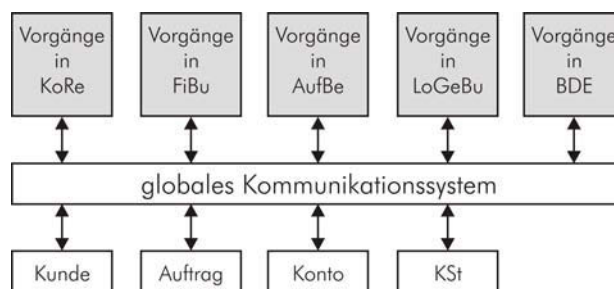 Vorgänge
in
KoRe
Vorgänge
in
FiBu
Vorgänge
in
AufBe
Vorgänge
in
LoGeBu
Vorgänge
in
BDE
globales Kommunikationssystem
Kunde
Auftrag
Konto
KSt